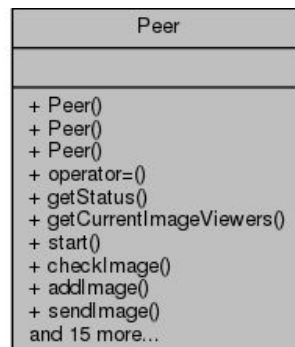 Peer
+ Peer()
+ Peer()
+ Peer()
+ operator=()
+ getStatus()
+ getCurrentImageViewers()
+ start()
+ checkImage()
+ addImage()
+ sendImage()
and 15 more...